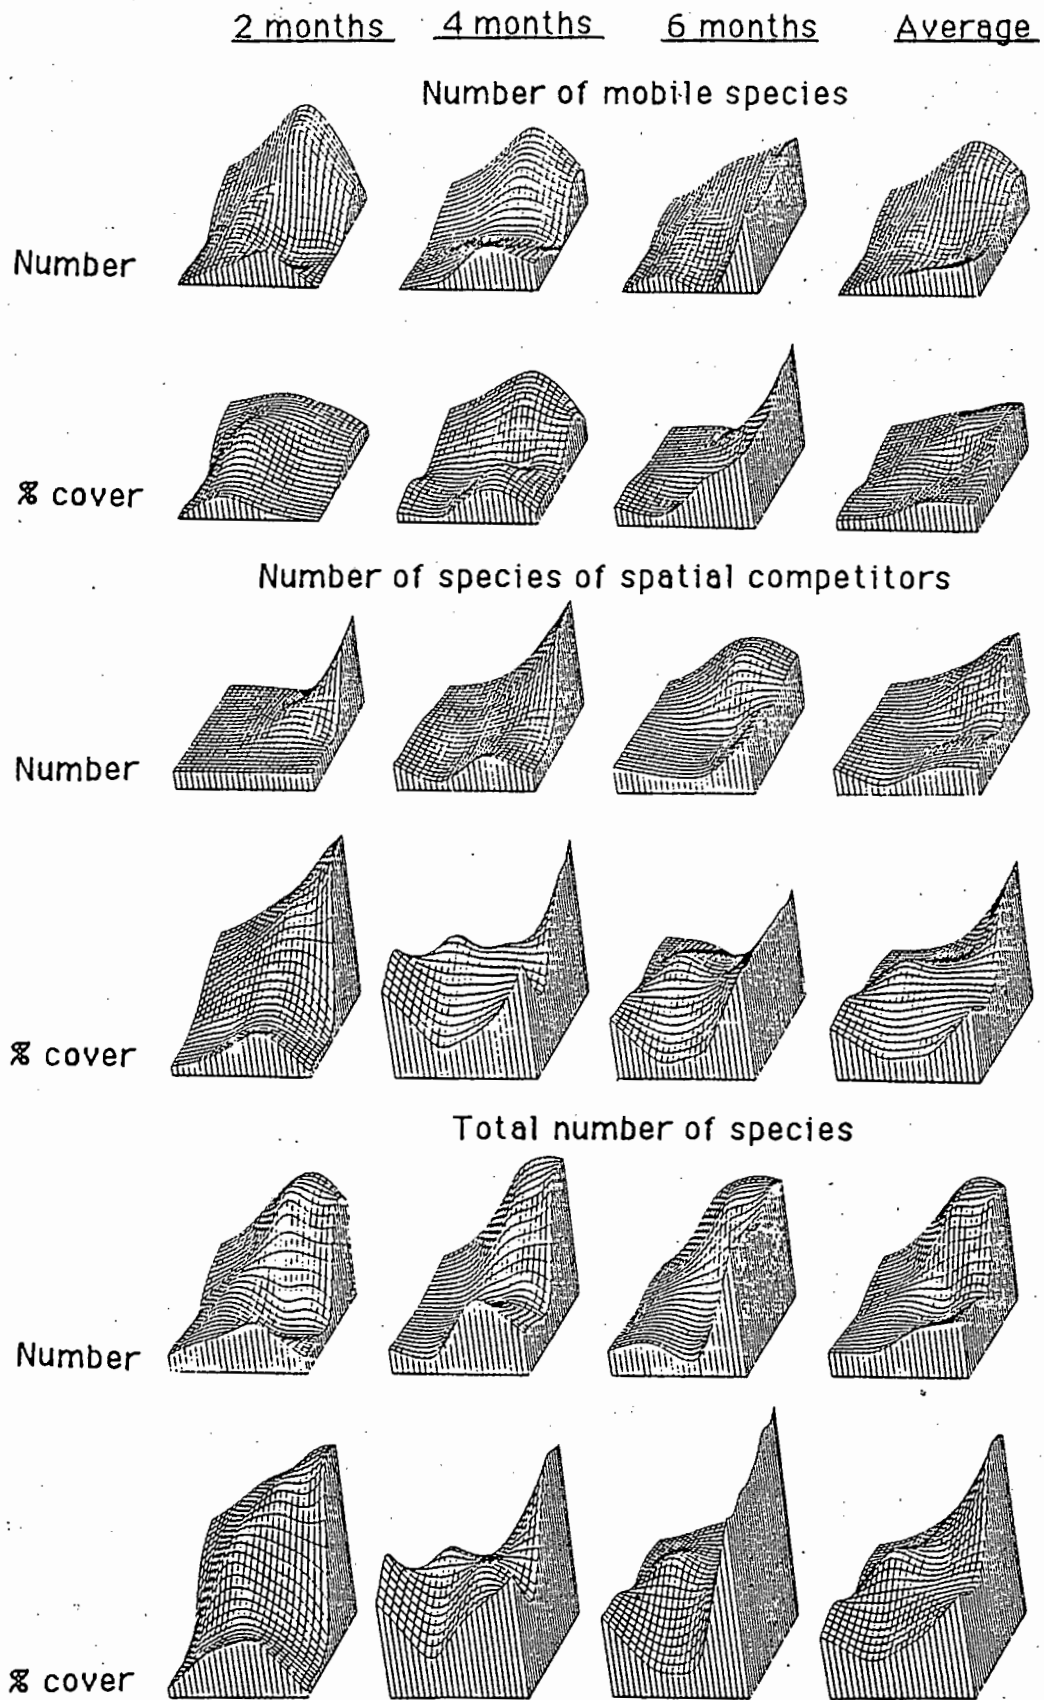 2 months 4 months 6 months Average
Number of mobile species
Number
% cover
Number of species of spatial competitors
Number
% cover
Total number of species
Number
% cover